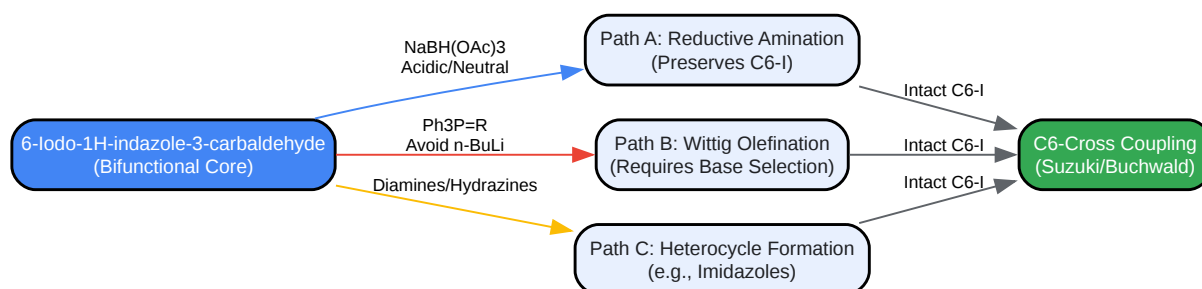 6-Iodo-1H-indazole-3-carbaldehyde
(Bifunctional Core)
NaBH(OAc)3
Acidic/Neutral
Ph3P=R
Avoid n-BuLi
Diamines/Hydrazines
Path A: Reductive Amination
(Preserves C6-I)
Path B: Wittig Olefination
(Requires Base Selection)
Path C: Heterocycle Formation
(e.g., Imidazoles)
Intact C6-I
Intact C6-I
Intact C6-I
C6-Cross Coupling
(Suzuki/Buchwald)